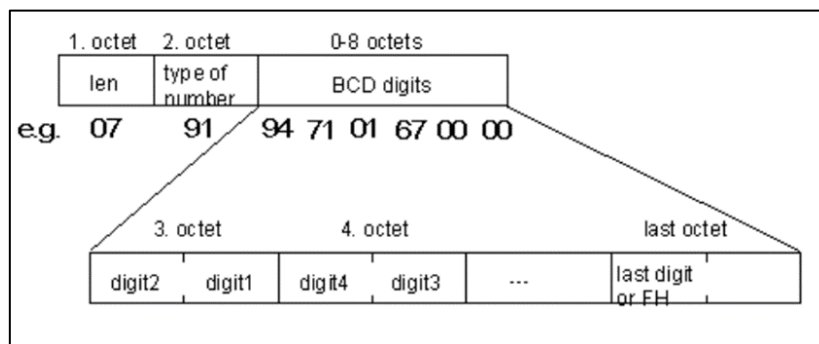 1. octet 2. octet 0-8 octets
len type of number BCD digits
e.g. 07 91 94 71 01 67 00 00
3. octet 4. octet last octet
digit2 digit1 digit4 digit3 --- last digit or FH